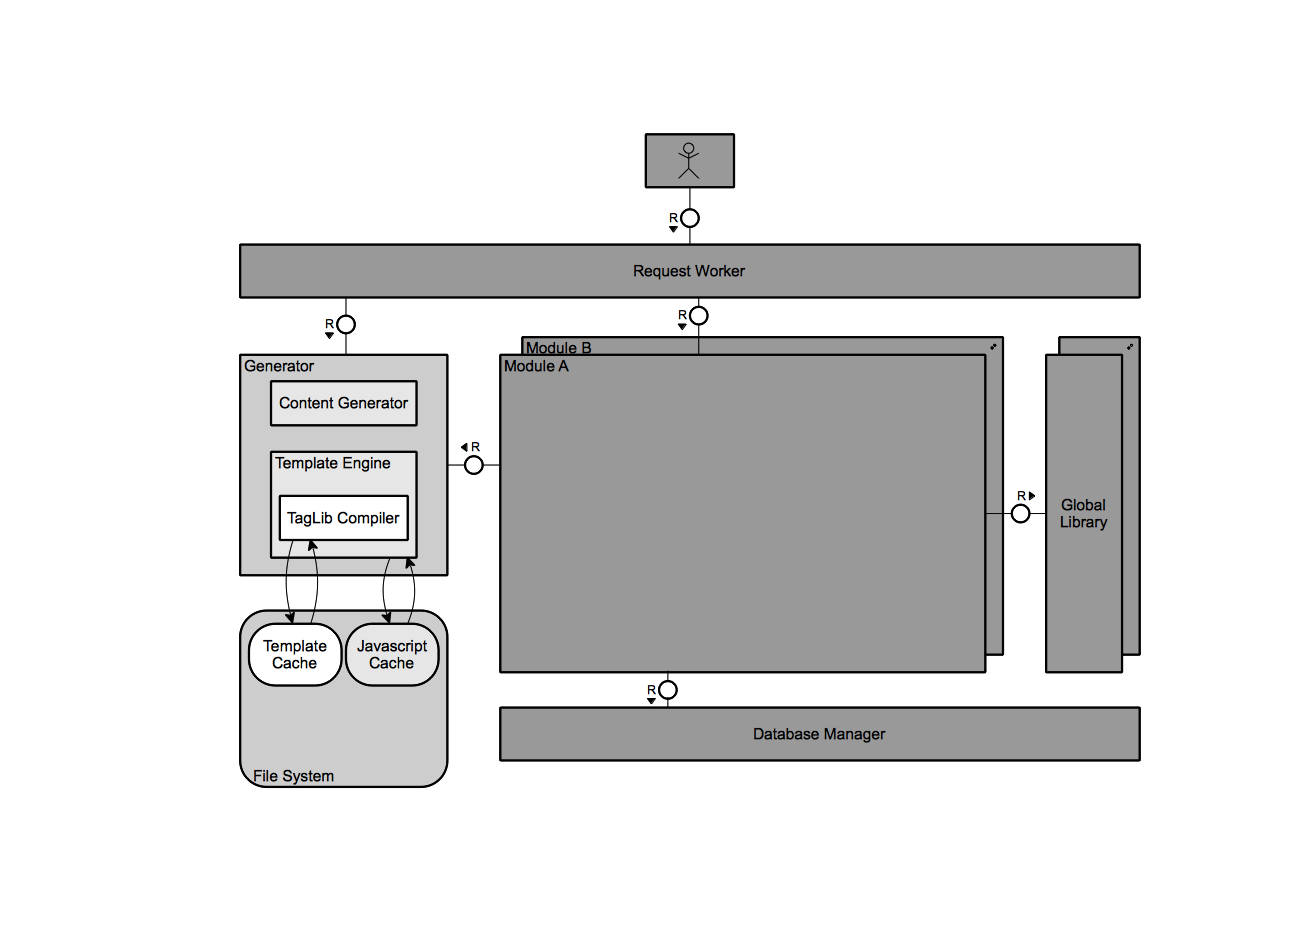 R
Request Worker
R
R
Module B
Generator
Module A
Content Generator
R
Template Engine
R
Global
Library
TagLib Compiler
Template
Cache
Javascript
Cache
R
Database Manager
File System